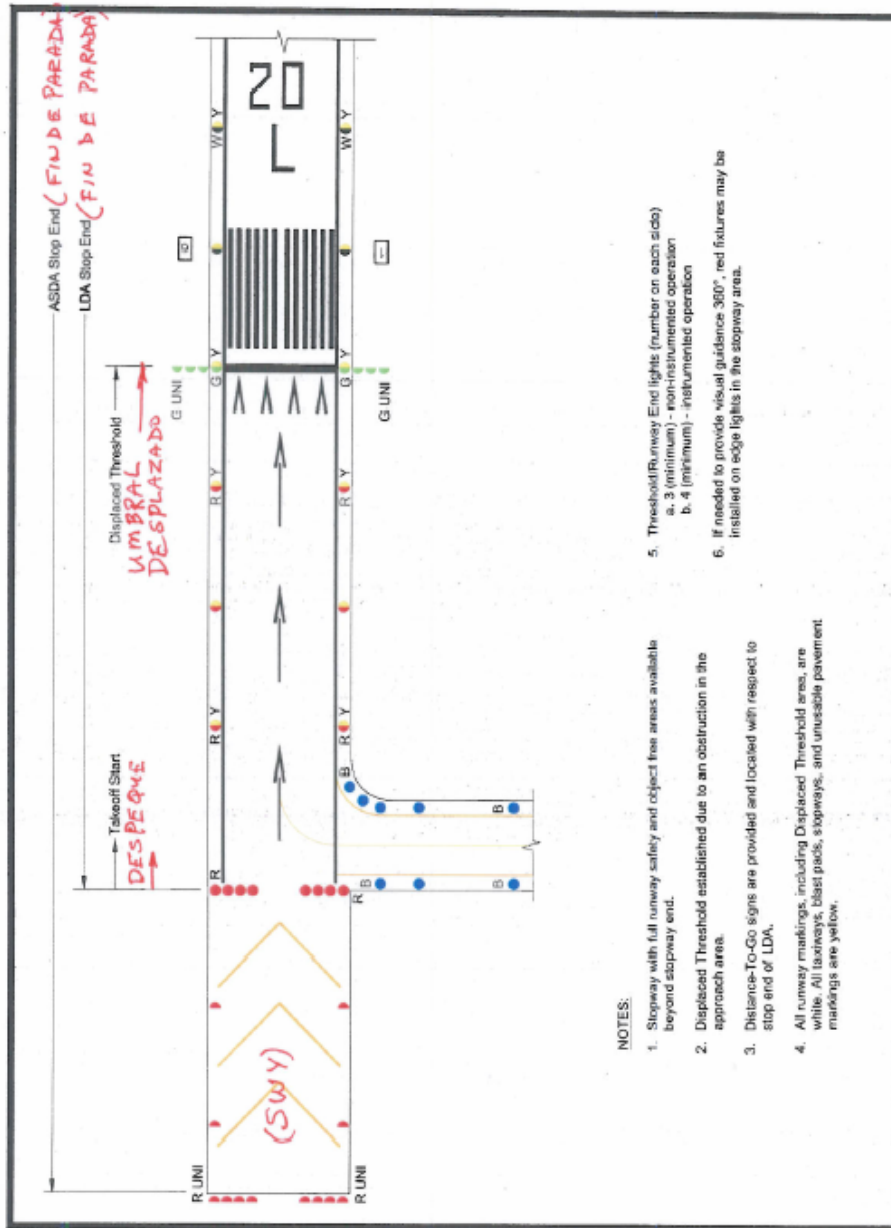 ASDA Stop End (FIN DE PARADA)
LDA Stop End (FIN DE PARADA)
Displaced Threshold
UMBRAL
DESPLAZADO
Takeoff Start
DESPEQUE
G UNI
R UNI
R
R Y
R Y
G Y
W Y
(SWY)
20
L
R
B
R Y
R Y
G Y
W Y
R UNI
G UNI
B
B
B
NOTES:
1. Stopway with full runway safety and object free areas available
beyond stopway end.
2. Displaced Threshold established due to an obstruction in the
approach area.
3. Distance-To-Go signs are provided and located with respect to
stop end of LDA.
4. All runway markings, including Displaced Threshold area, are
white. All taxiways, blast pads, stopways, and unusable pavement
markings are yellow.
5. Threshold/Runway End lights (number on each side)
a. 3 (minimum) - non-instrumented operation
b. 4 (minimum) - instrumented operation
6. If needed to provide visual guidance 360°, red fixtures may be
installed on edge lights in the stopway area.